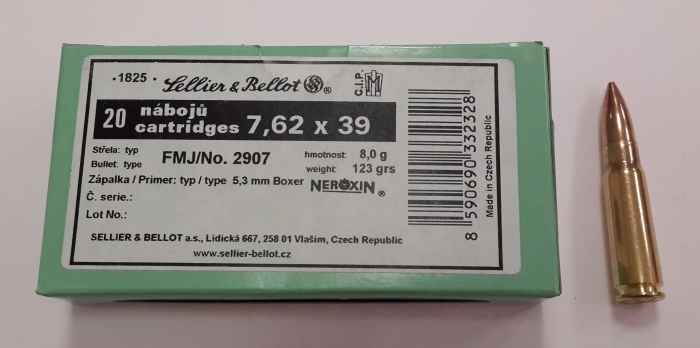 ·1825· Sellier & Bellot SB ® C.I.P.
20 nábojů cartridges 7,62 x 39
Střela: typ
Bullet: type FMJ/No. 2907
hmotnost: 8,0 g
weight: 123 grs
Zápalka / Primer: typ / type 5,3 mm Boxer
NEROXIN ®
Č. serie.:
Lot No.:
SELLIER & BELLOT a.s., Lidická 667, 258 01 Vlašim, Czech Republic
www.sellier-bellot.cz
8 590690 332328
Made in Czech Republic